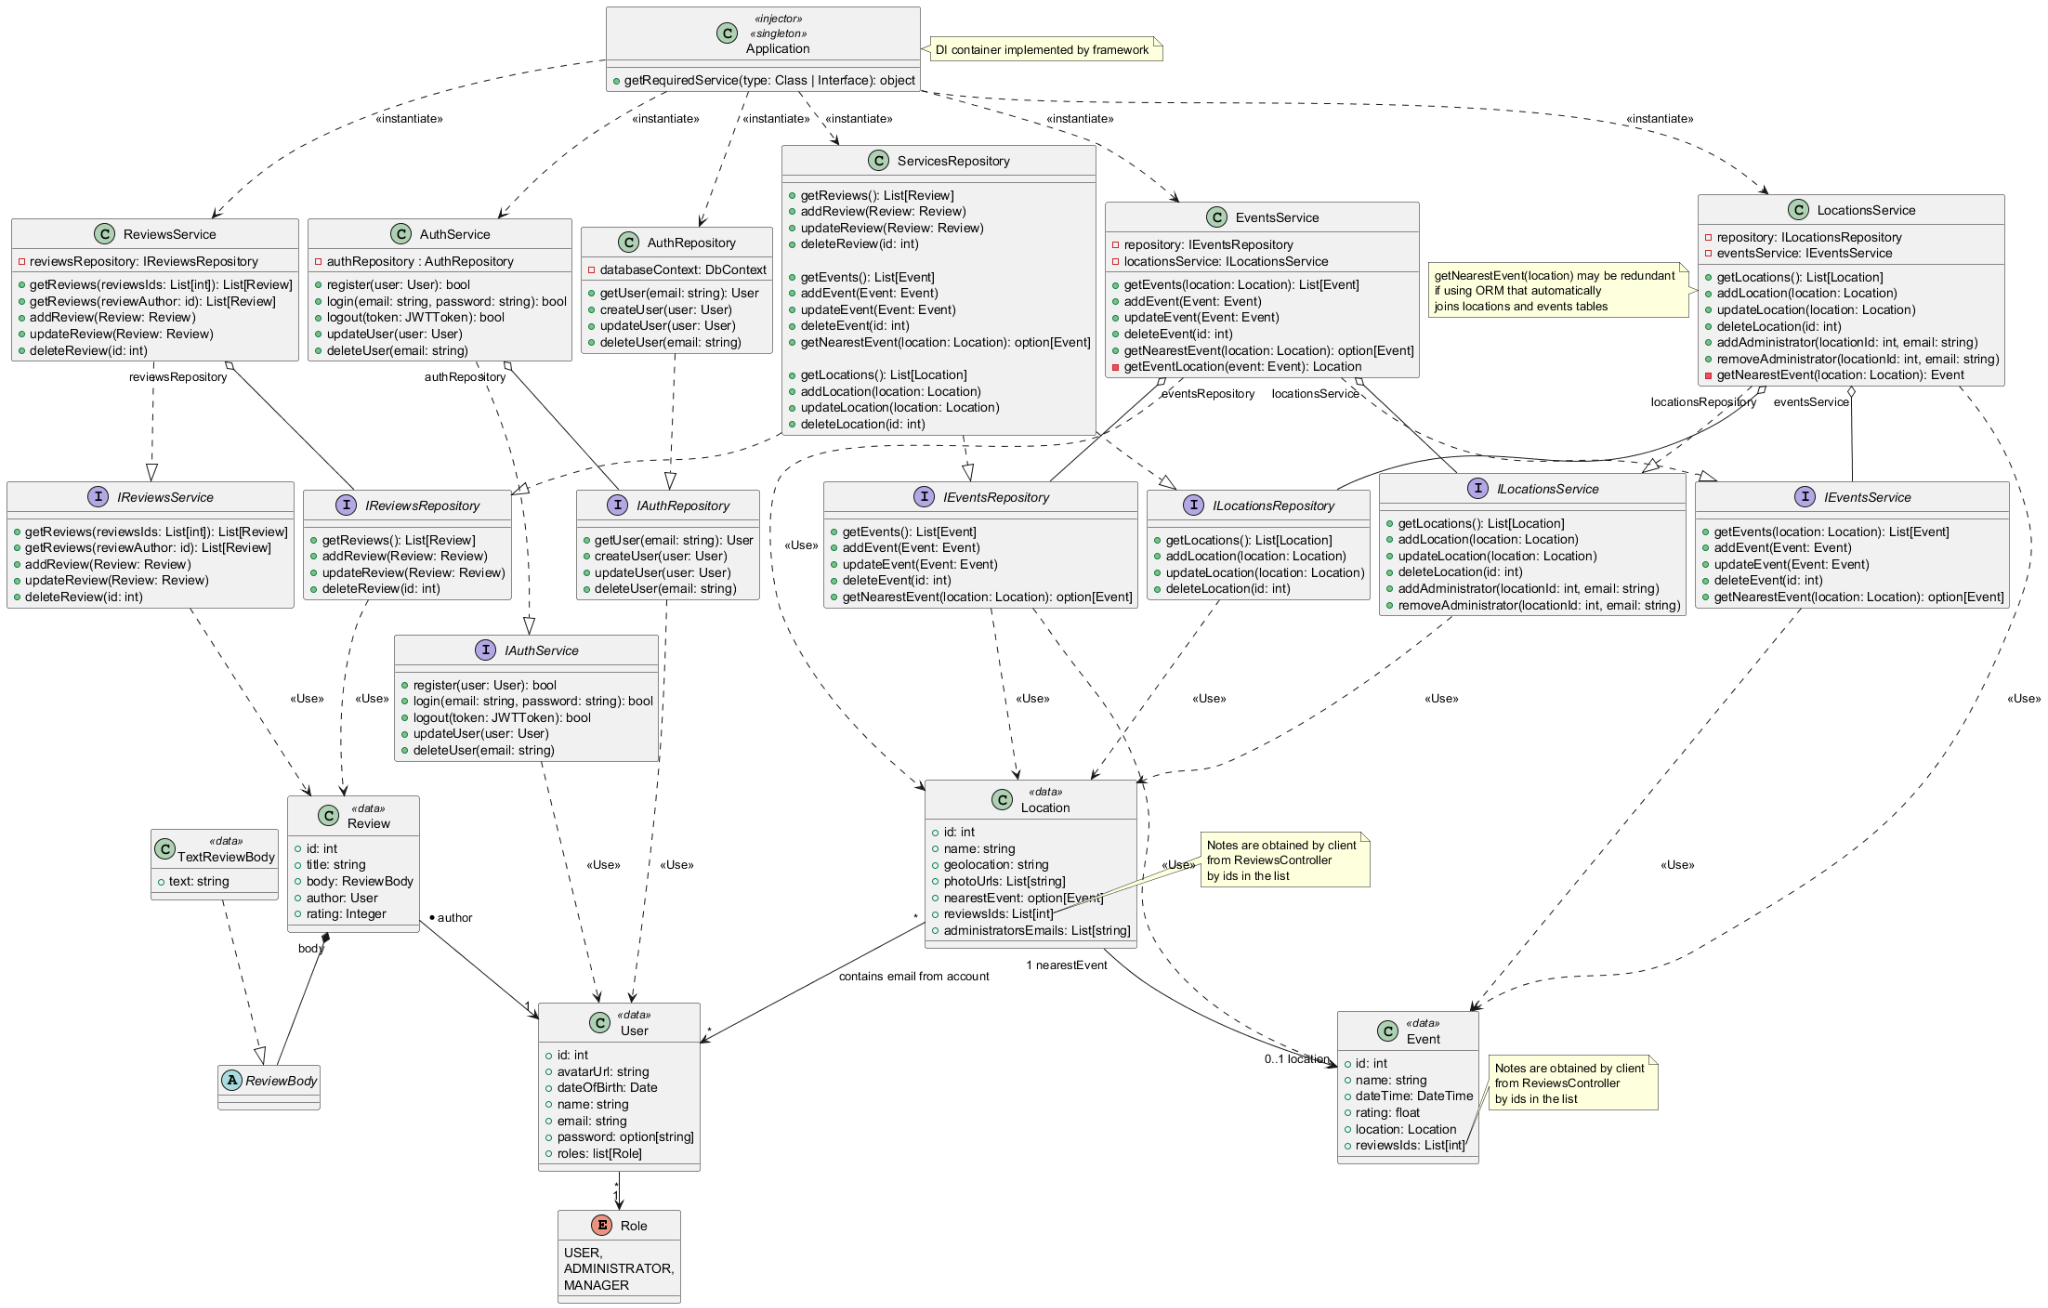 «injector»
«singleton»
Application
getRequiredService(type: Class | Interface): object
DI container implemented by framework
«instantiate»
«instantiate»
«instantiate»
«instantiate»
«instantiate»
«instantiate»
ReviewsService
reviewsRepository: IReviewsRepository
getReviews(reviewsIds: List[int]): List[Review]
getReviews(reviewAuthor: id): List[Review]
addReview(Review: Review)
updateReview(Review: Review)
deleteReview(id: int)
AuthService
authRepository : AuthRepository
register(user: User): bool
login(email: string, password: string): bool
logout(token: JWTToken): bool
updateUser(user: User)
deleteUser(email: string)
AuthRepository
databaseContext: DbContext
getUser(email: string): User
createUser(user: User)
updateUser(user: User)
deleteUser(email: string)
ServicesRepository
getReviews(): List[Review]
addReview(Review: Review)
updateReview(Review: Review)
deleteReview(id: int)
getEvents(): List[Event]
addEvent(Event: Event)
updateEvent(Event: Event)
deleteEvent(id: int)
getNearestEvent(location: Location): option[Event]
getLocations(): List[Location]
addLocation(location: Location)
updateLocation(location: Location)
deleteLocation(id: int)
EventsService
repository: IEventsRepository
locationsService: ILocationsService
getEvents(location: Location): List[Event]
addEvent(Event: Event)
updateEvent(Event: Event)
deleteEvent(id: int)
getNearestEvent(location: Location): option[Event]
getEventLocation(event: Event): Location
getNearestEvent(location) may be redundant
if using ORM that automatically
joins locations and events tables
LocationsService
repository: ILocationsRepository
eventsService: IEventsService
getLocations(): List[Location]
addLocation(location: Location)
updateLocation(location: Location)
deleteLocation(id: int)
addAdministrator(locationId: int, email: string)
removeAdministrator(locationId: int, email: string)
getNearestEvent(location: Location): Event
reviewsRepository
authRepository
eventsRepository
locationsService
locationsRepository
eventsService
IReviewsService
getReviews(reviewsIds: List[int]): List[Review]
getReviews(reviewAuthor: id): List[Review]
addReview(Review: Review)
updateReview(Review: Review)
deleteReview(id: int)
IReviewsRepository
getReviews(): List[Review]
addReview(Review: Review)
updateReview(Review: Review)
deleteReview(id: int)
IAuthRepository
getUser(email: string): User
createUser(user: User)
updateUser(user: User)
deleteUser(email: string)
«Use»
IEventsRepository
getEvents(): List[Event]
addEvent(Event: Event)
updateEvent(Event: Event)
deleteEvent(id: int)
getNearestEvent(location: Location): option[Event]
ILocationsRepository
getLocations(): List[Location]
addLocation(location: Location)
updateLocation(location: Location)
deleteLocation(id: int)
ILocationsService
getLocations(): List[Location]
addLocation(location: Location)
updateLocation(location: Location)
deleteLocation(id: int)
addAdministrator(locationId: int, email: string)
removeAdministrator(locationId: int, email: string)
IEventsService
getEvents(location: Location): List[Event]
addEvent(Event: Event)
updateEvent(Event: Event)
deleteEvent(id: int)
getNearestEvent(location: Location): option[Event]
IAuthService
register(user: User): bool
login(email: string, password: string): bool
logout(token: JWTToken): bool
updateUser(user: User)
deleteUser(email: string)
«Use»
«Use»
«Use»
«Use»
«Use»
«Use»
«data»
TextReviewBody
text: string
«data»
Review
id: int
title: string
body: ReviewBody
author: User
rating: Integer
«Use»
«Use»
«data»
Location
id: int
name: string
geolocation: string
photoUrls: List[string]
nearestEvent: option[Event]
reviewsIds: List[int]
administratorsEmails: List[string]
«Use»
Notes are obtained by client
from ReviewsController
by ids in the list
«Use»
body
* author
1
*
contains email from account
*
1 nearestEvent
0..1 location
ReviewBody
«data»
User
id: int
avatarUrl: string
dateOfBirth: Date
name: string
email: string
password: option[string]
roles: list[Role]
«data»
Event
id: int
name: string
dateTime: DateTime
rating: float
location: Location
reviewsIds: List[int]
Notes are obtained by client
from ReviewsController
by ids in the list
*
1
Role
USER,
ADMINISTRATOR,
MANAGER